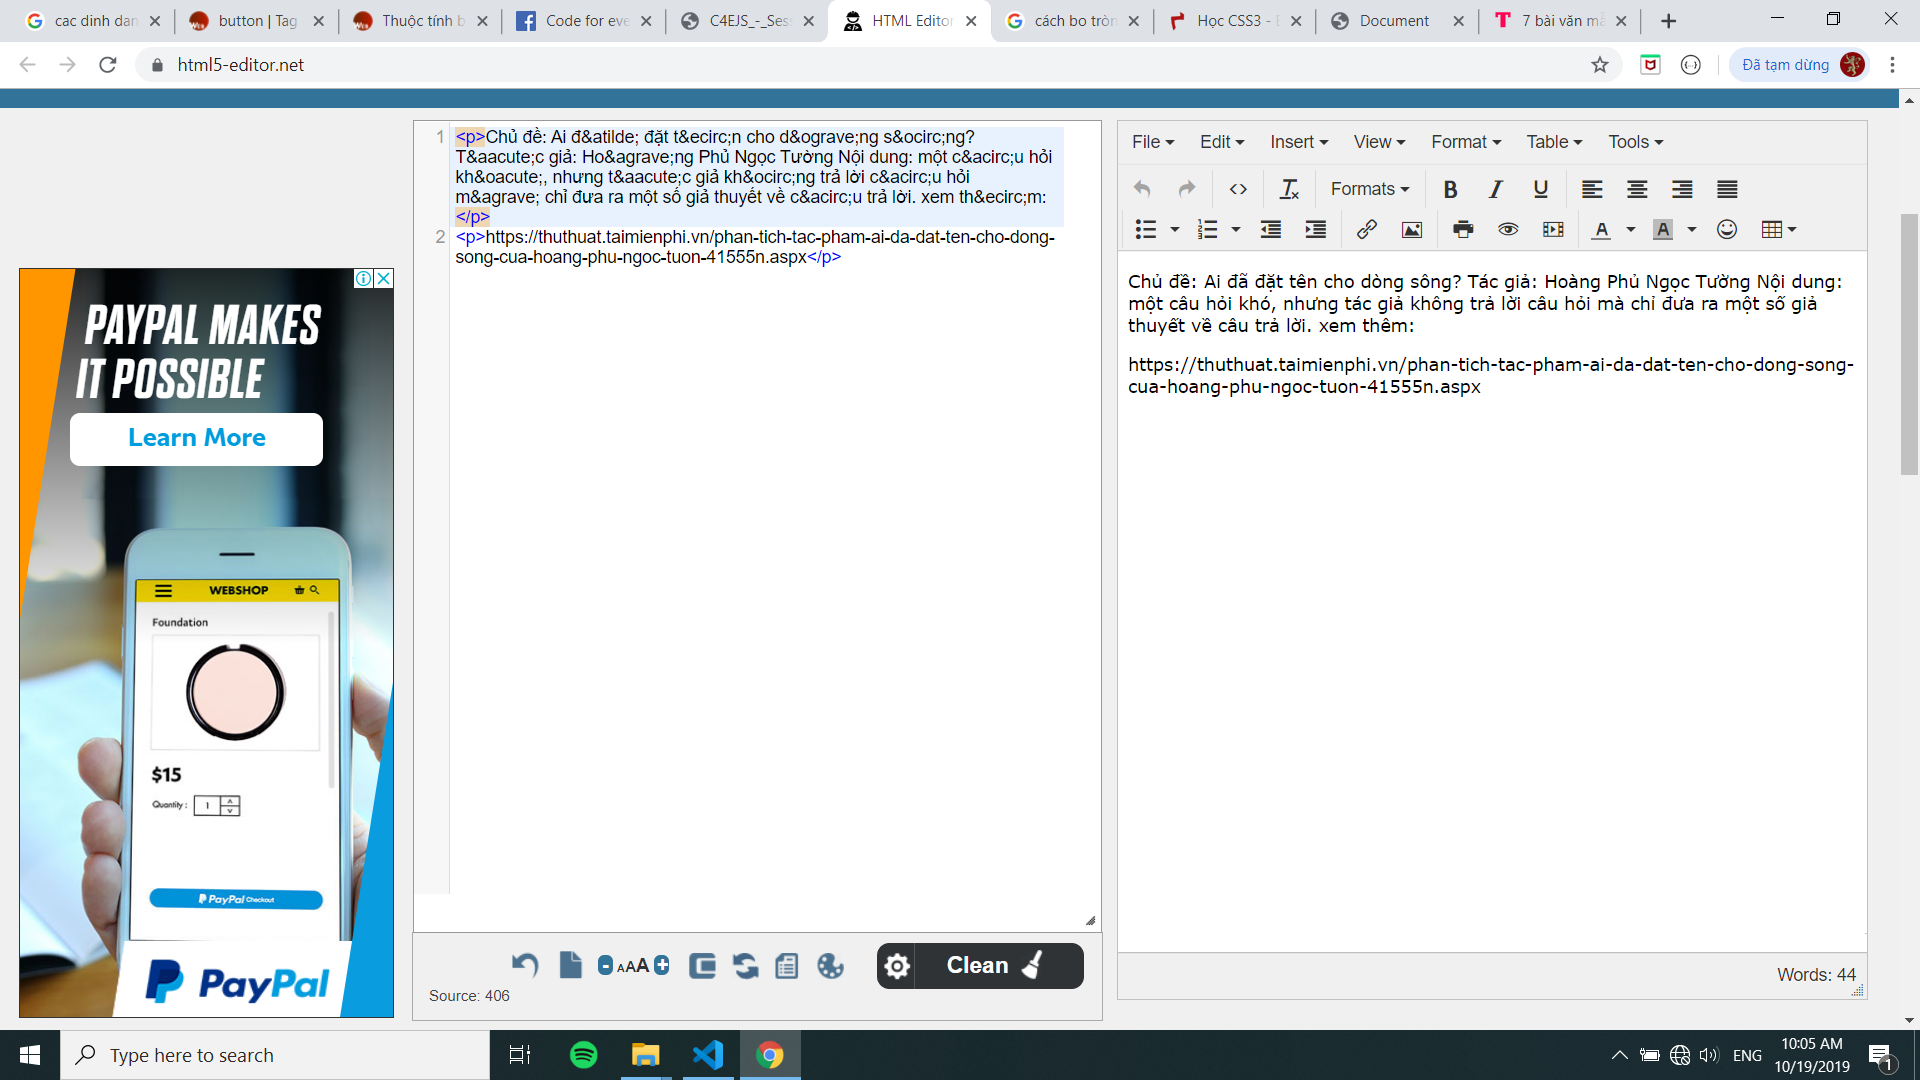 cac dinh dan
button | Tag
Thuộc tính b
Code for eve
C4EJS_-_Sess
HTML Editor
cách bo tròn
Học CSS3 - B
Document
7 bài văn mẫ
html5-editor.net
Đã tạm dừng
PAYPAL MAKES
IT POSSIBLE
Learn More
WEBSHOP
Foundation
$15
Quantity : 1
PayPal Checkout
PayPal
1 <p>Chủ đề: Ai đ&atilde; đặt t&ecirc;n cho d&ograve;ng s&ocirc;ng?
T&aacute;c giả: Ho&agrave;ng Phủ Ngọc Tường Nội dung: một c&acirc;u hỏi
kh&oacute;, nhưng t&aacute;c giả kh&ocirc;ng trả lời c&acirc;u hỏi
m&agrave; chỉ đưa ra một số giả thuyết về c&acirc;u trả lời. xem th&ecirc;m:
</p>
2 <p>https://thuthuat.taimienphi.vn/phan-tich-tac-pham-ai-da-dat-ten-cho-dong-
song-cua-hoang-phu-ngoc-tuon-41555n.aspx</p>
- AAA +
Clean
Source: 406
File Edit Insert View Format Table Tools
Formats B I U
A A
Chủ đề: Ai đã đặt tên cho dòng sông? Tác giả: Hoàng Phủ Ngọc Tường Nội dung:
một câu hỏi khó, nhưng tác giả không trả lời câu hỏi mà chỉ đưa ra một số giả
thuyết về câu trả lời. xem thêm:
https://thuthuat.taimienphi.vn/phan-tich-tac-pham-ai-da-dat-ten-cho-dong-song-
cua-hoang-phu-ngoc-tuon-41555n.aspx
Words: 44
Type here to search
ENG
10:05 AM
10/19/2019
1